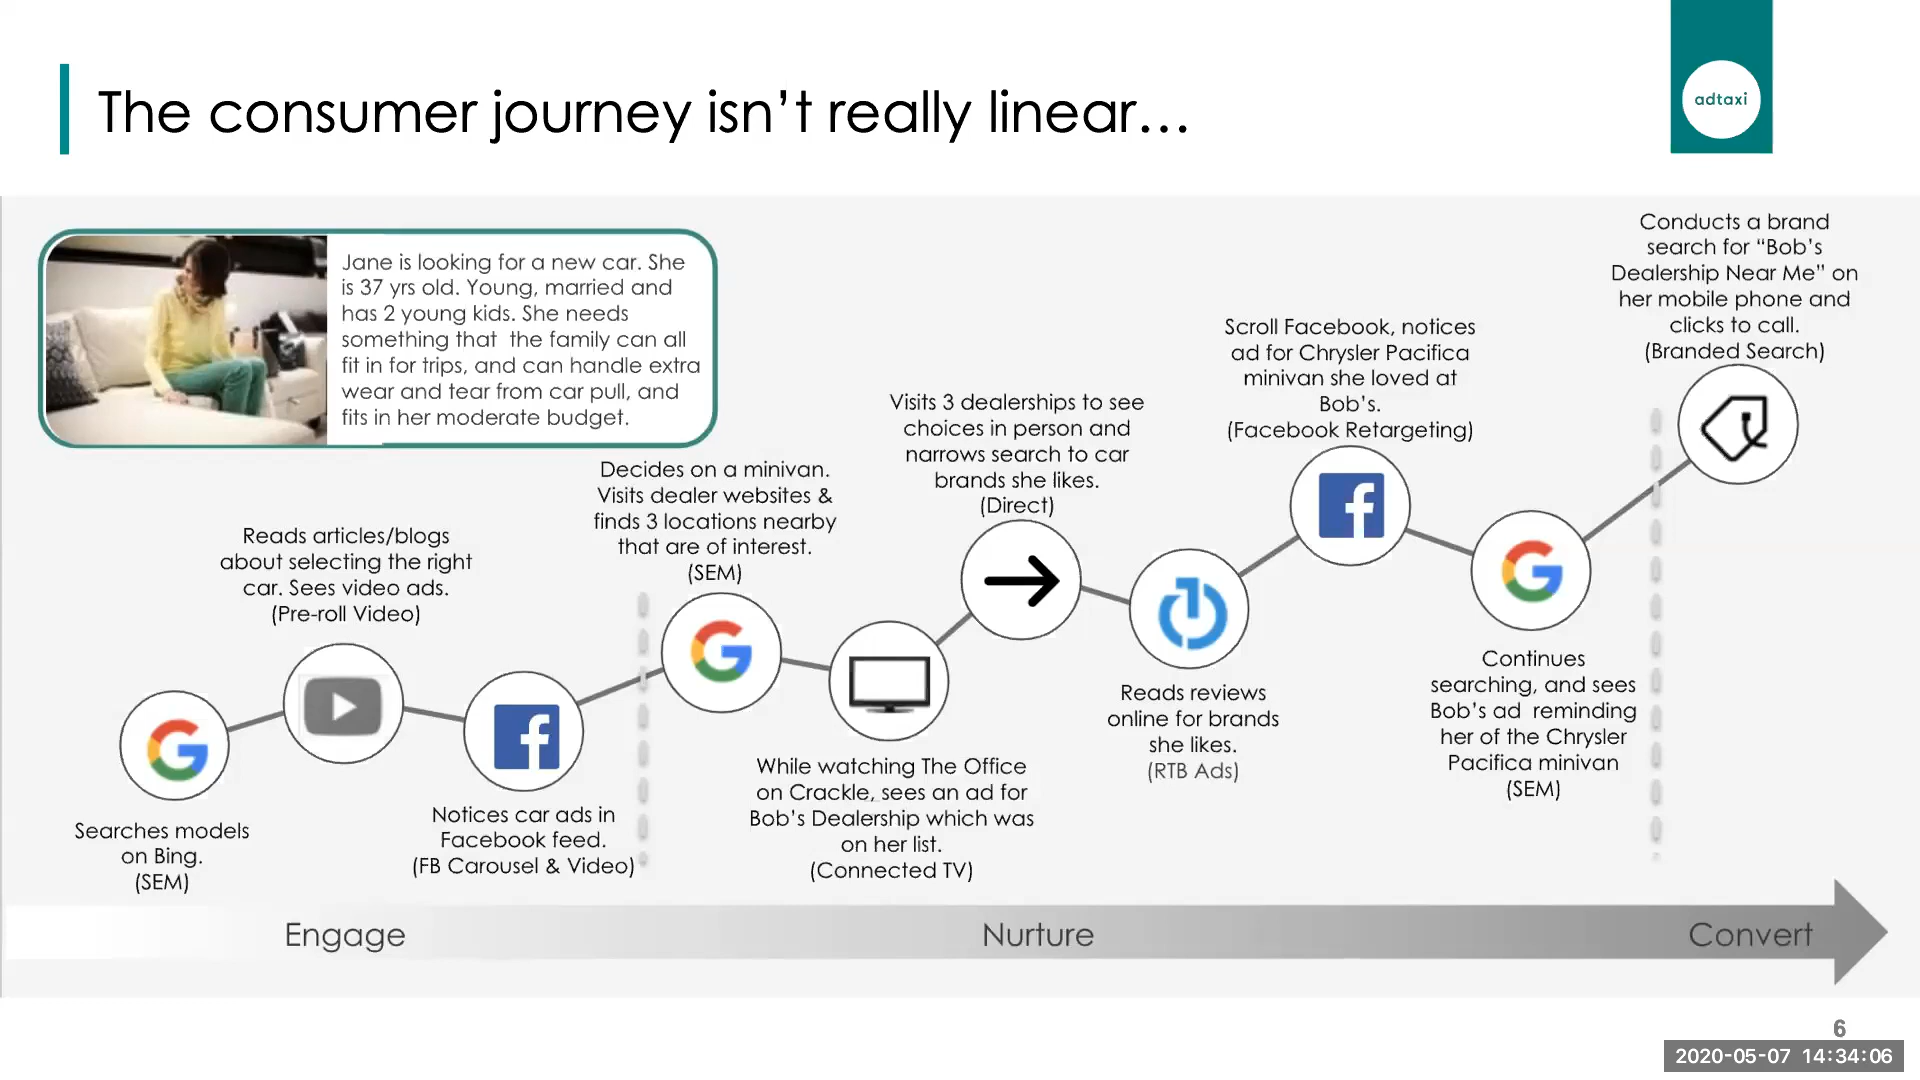 The consumer journey isn't really linear...
adtaxi
Jane is looking for a new car. She
is 37 yrs old. Young, married and
has 2 young kids. She needs
something that  the family can all
fit in for trips, and can handle extra
wear and tear from car pull, and
fits in her moderate budget.
Searches models
on Bing.
(SEM)
Reads articles/blogs
about selecting the right
car. Sees video ads.
(Pre-roll Video)
Notices car ads in
Facebook feed.
(FB Carousel & Video)
Decides on a minivan.
Visits dealer websites &
finds 3 locations nearby
that are of interest.
(SEM)
While watching The Office
on Crackle, sees an ad for
Bob's Dealership which was
on her list.
(Connected TV)
Visits 3 dealerships to see
choices in person and
narrows search to car
brands she likes.
(Direct)
Reads reviews
online for brands
she likes.
(RTB Ads)
Scroll Facebook, notices
ad for Chrysler Pacifica
minivan she loved at
Bob's.
(Facebook Retargeting)
Continues
searching, and sees
Bob's ad  reminding
her of the Chrysler
Pacifica minivan
(SEM)
Conducts a brand
search for “Bob's
Dealership Near Me” on
her mobile phone and
clicks to call.
(Branded Search)
Engage
Nurture
Convert
6
2020-05-07 14:34:06